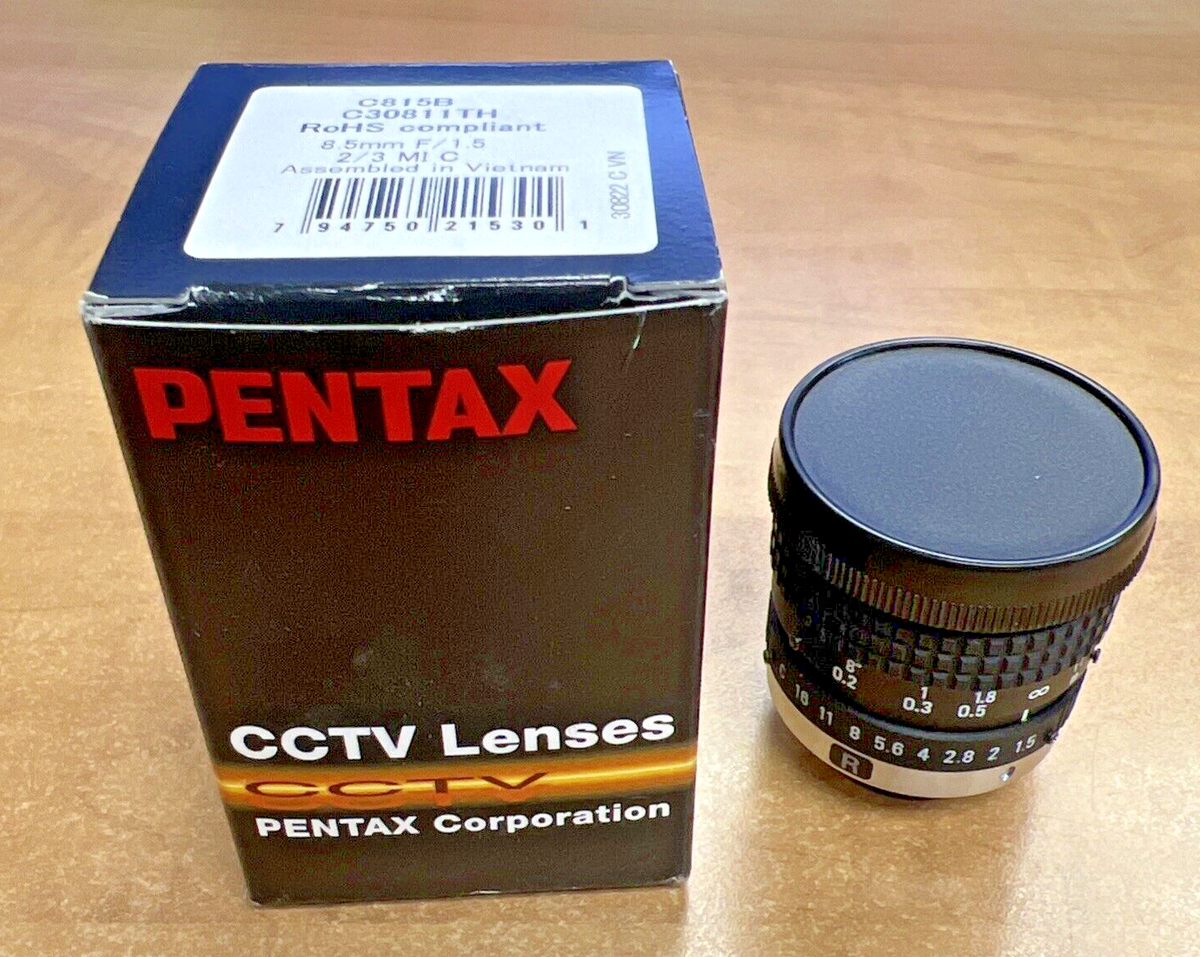 C815B
C30811TH
RoHS compliant
8.5mm F/1.5
2/3 MI C
Assembled in Vietnam
7 94750 21530 1
30822 C VN
PENTAX
CCTV Lenses
CCTV
PENTAX Corporation
8
0.2
1
0.3
1.8
0.5
∞
C 16 11 8 5.6 4 2.8 2 1.5
R